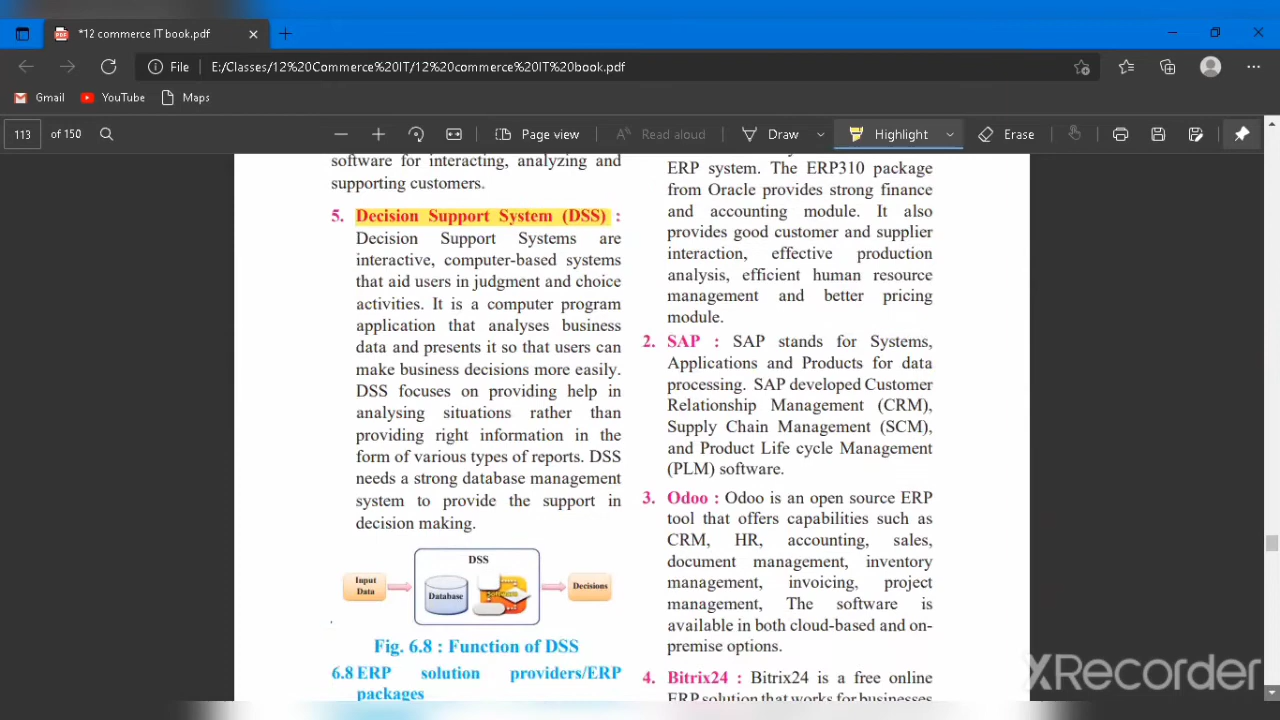 *12 commerce IT book.pdf
File
E:/Classes/12%20Commerce%20IT/12%20commerce%20IT%20book.pdf
Gmail
YouTube
Maps
113
of 150
Page view
Read aloud
Draw
Highlight
Erase
software for interacting, analyzing and
supporting customers.
5. Decision Support System (DSS) :
Decision Support Systems are
interactive, computer-based systems
that aid users in judgment and choice
activities. It is a computer program
application that analyses business
data and presents it so that users can
make business decisions more easily.
DSS focuses on providing help in
analysing situations rather than
providing right information in the
form of various types of reports. DSS
needs a strong database management
system to provide the support in
decision making.
DSS
Input
Data
Database
Decisions
Fig. 6.8 : Function of DSS
6.8 ERP solution providers/ERP
packages
ERP system. The ERP310 package
from Oracle provides strong finance
and accounting module. It also
provides good customer and supplier
interaction, effective production
analysis, efficient human resource
management and better pricing
module.
2. SAP : SAP stands for Systems,
Applications and Products for data
processing. SAP developed Customer
Relationship Management (CRM),
Supply Chain Management (SCM),
and Product Life cycle Management
(PLM) software.
3. Odoo : Odoo is an open source ERP
tool that offers capabilities such as
CRM, HR, accounting, sales,
document management, inventory
management, invoicing, project
management, The software is
available in both cloud-based and on-
premise options.
4. Bitrix24 : Bitrix24 is a free online
ERP solution that works for businesses
XRecorder